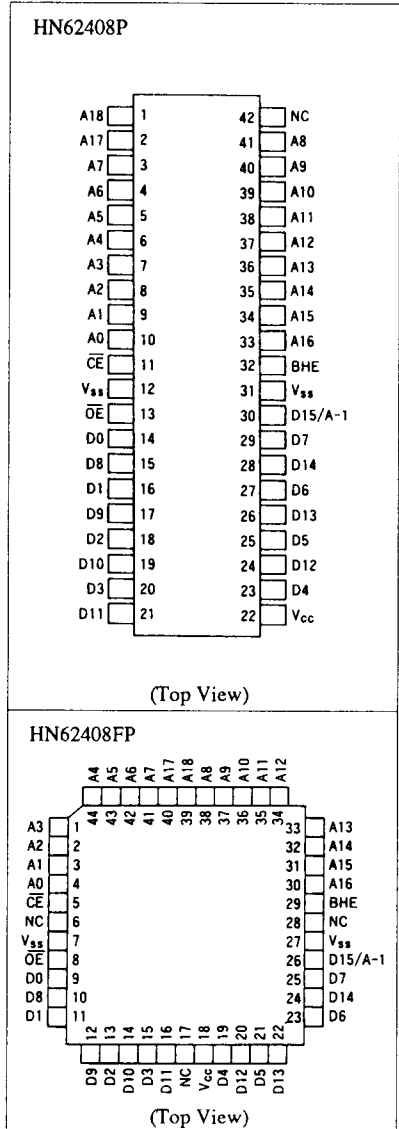 HN62408P
A18 1 42 NC
A17 2 41 A8
A7 3 40 A9
A6 4 39 A10
A5 5 38 A11
A4 6 37 A12
A3 7 36 A13
A2 8 35 A14
A1 9 34 A15
A0 10 33 A16
C̅E̅ 11 32 BHE
Vss 12 31 Vss
O̅E̅ 13 30 D15/A-1
D0 14 29 D7
D8 15 28 D14
D1 16 27 D6
D9 17 26 D13
D2 18 25 D5
D10 19 24 D12
D3 20 23 D4
D11 21 22 Vcc
(Top View)
HN62408FP
A4 A5 A6 A7 A17 A18 A8 A9 A10 A11 A12
44 43 42 41 40 39 38 37 36 35 34
A3 1 33 A13
A2 2 32 A14
A1 3 31 A15
A0 4 30 A16
C̅E̅ 5 29 BHE
NC 6 28 NC
Vss 7 27 Vss
O̅E̅ 8 26 D15/A-1
D0 9 25 D7
D8 10 24 D14
D1 11 23 D6
12 13 14 15 16 17 18 19 20 21 22
D9 D2 D10 D3 D11 NC Vcc D4 D12 D5 D13
(Top View)